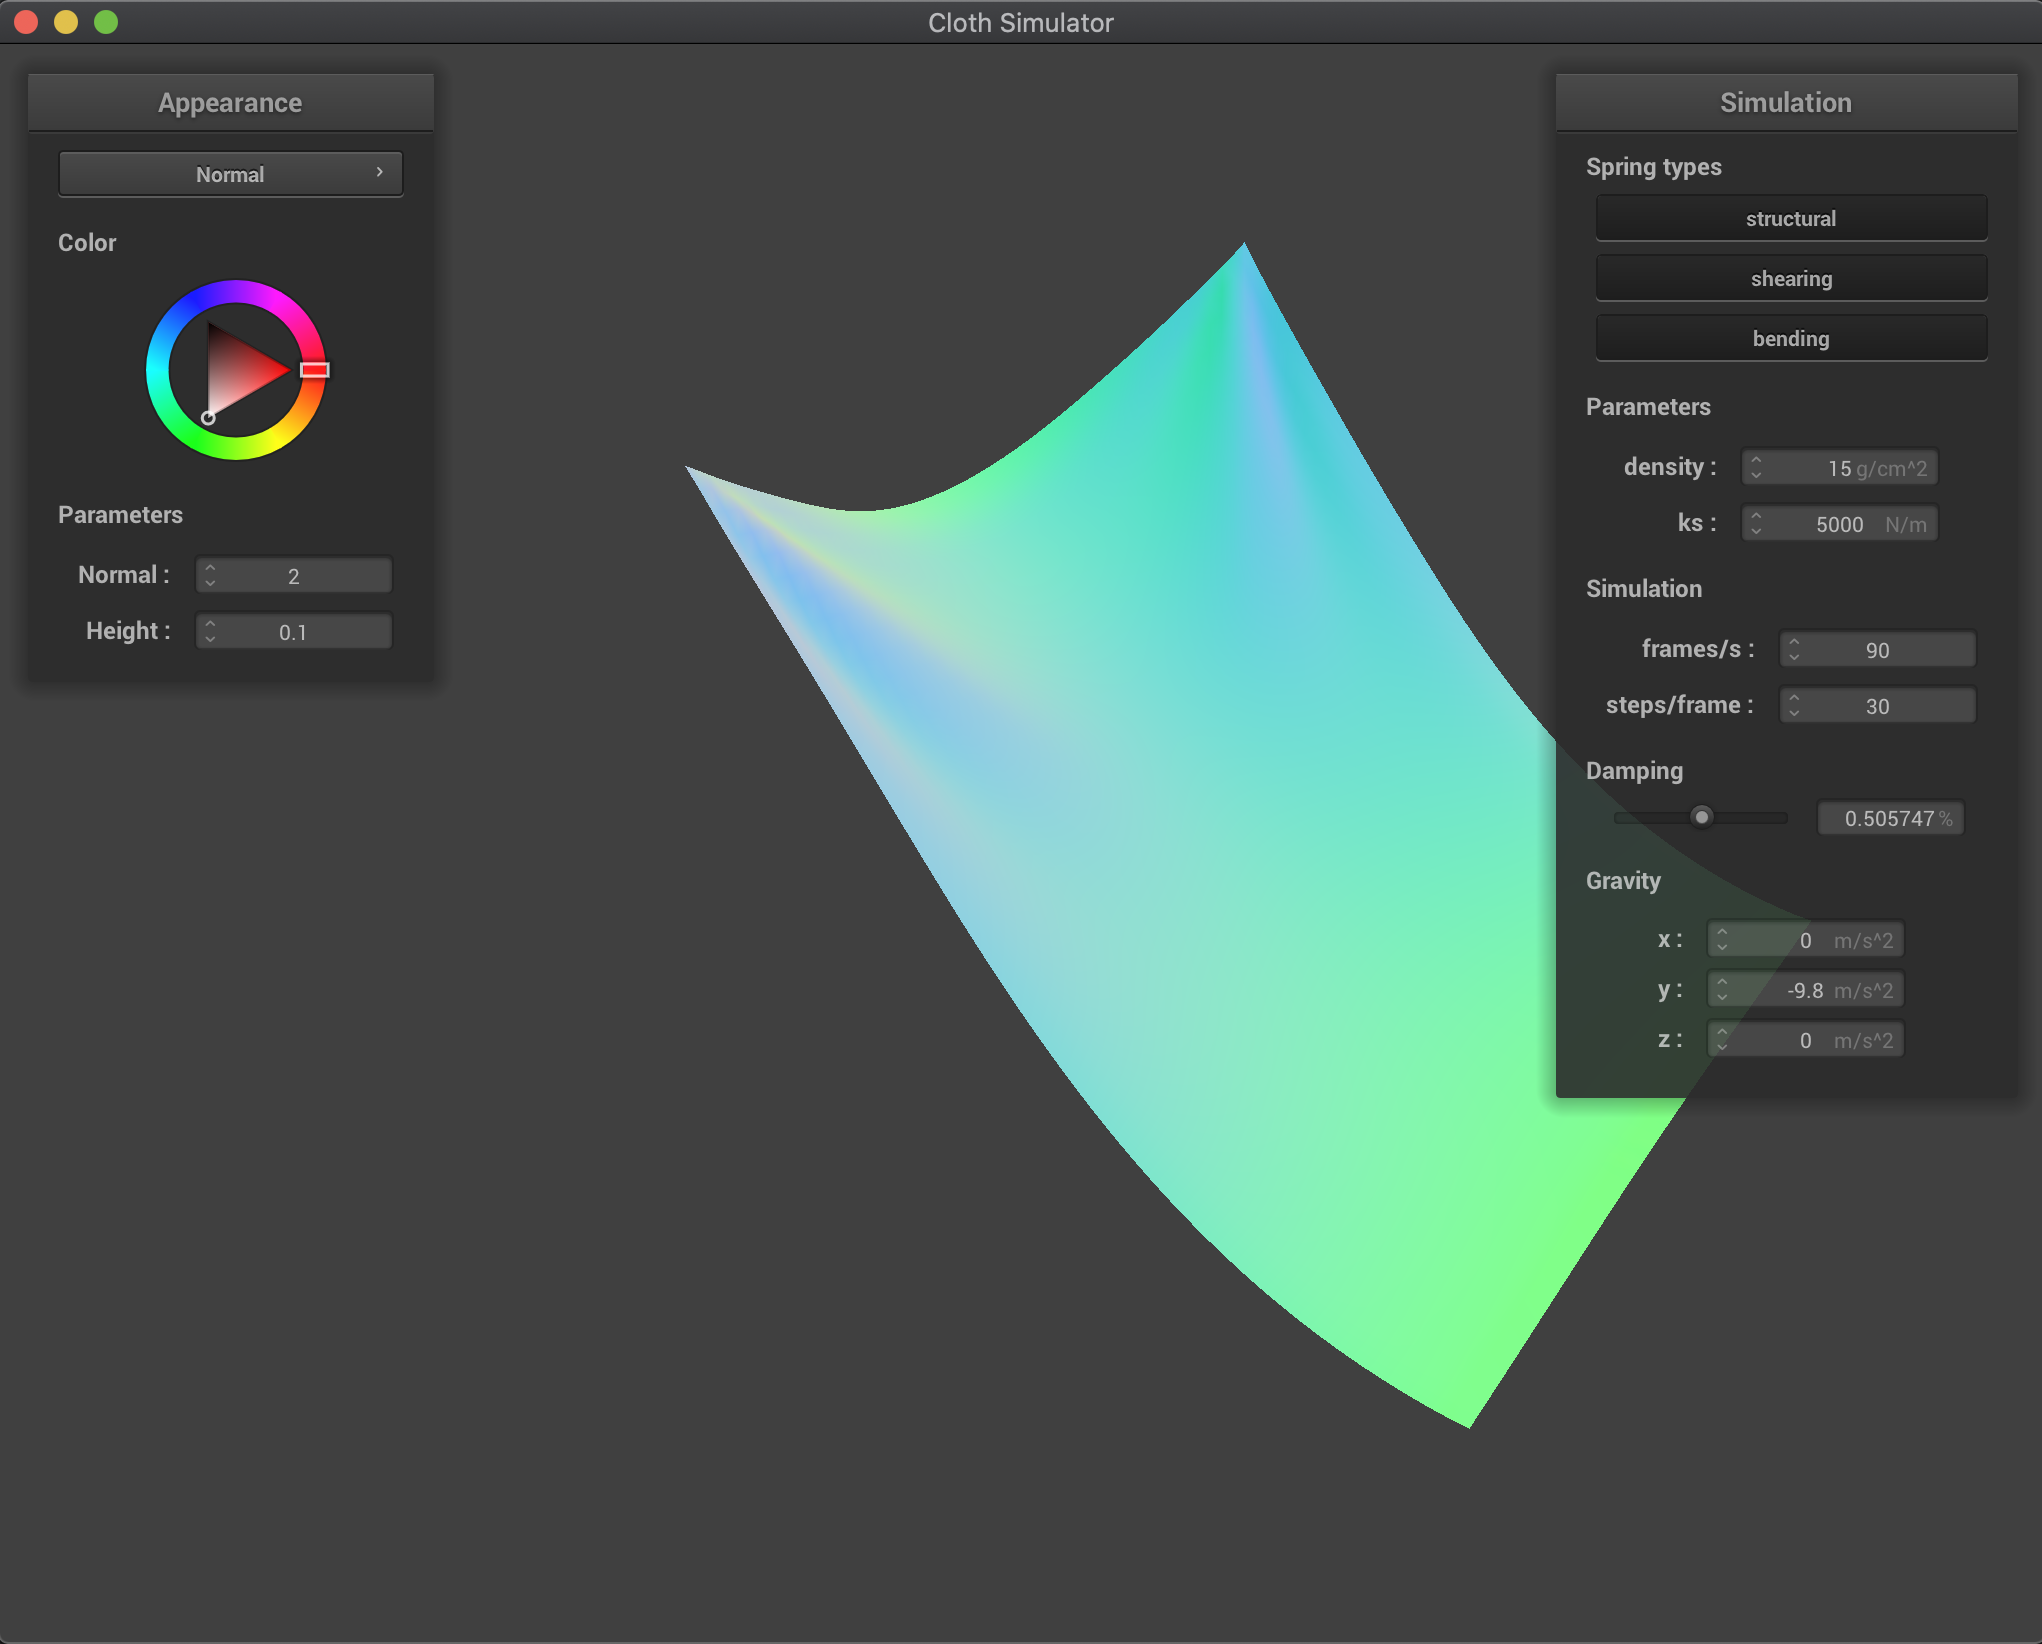 Cloth Simulator
Appearance
Normal
Color
Parameters
Normal : 2
Height : 0.1
Simulation
Spring types
structural
shearing
bending
Parameters
density : 15 g/cm^2
ks : 5000 N/m
Simulation
frames/s : 90
steps/frame : 30
Damping
0.505747 %
Gravity
x : 0 m/s^2
y : -9.8 m/s^2
z : 0 m/s^2